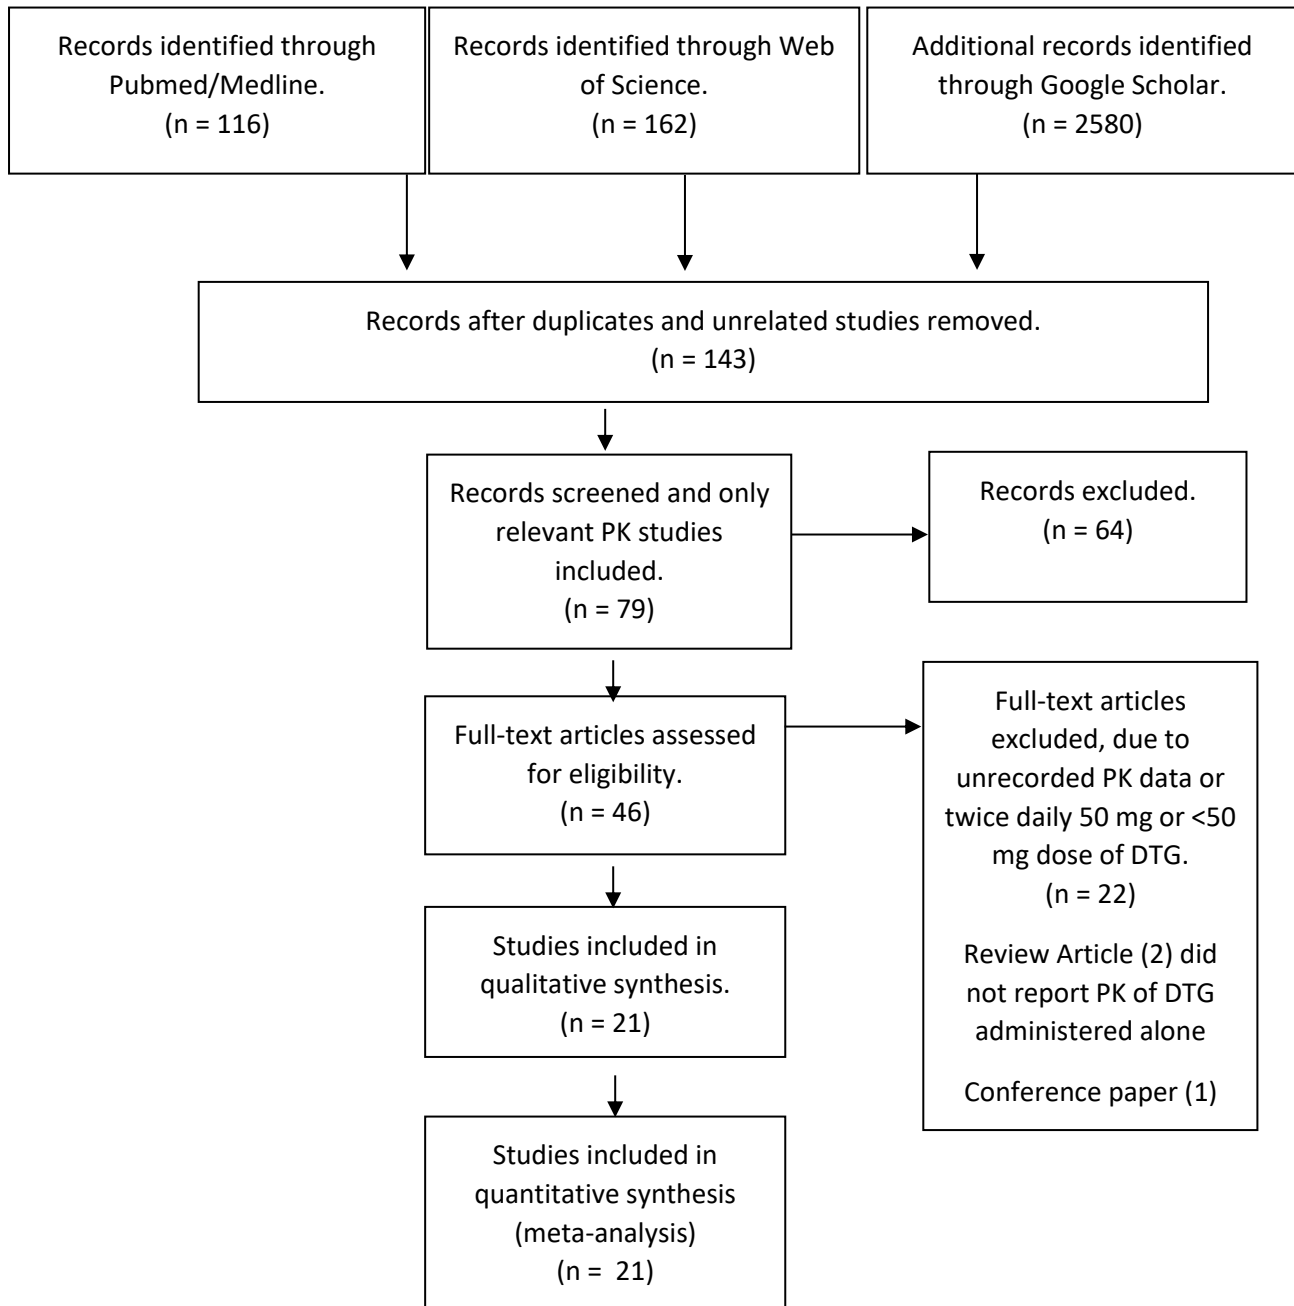 Records identified through
Pubmed/Medline.
(n = 116)
Records identified through Web
of Science.
(n = 162)
Additional records identified
through Google Scholar.
(n = 2580)
Records after duplicates and unrelated studies removed.
(n = 143)
Records screened and only
relevant PK studies
included.
(n = 79)
Records excluded.
(n = 64)
Full-text articles assessed
for eligibility.
(n = 46)
Full-text articles
excluded, due to
unrecorded PK data or
twice daily 50 mg or <50
mg dose of DTG.
(n = 22)
Review Article (2) did
not report PK of DTG
administered alone
Conference paper (1)
Studies included in
qualitative synthesis.
(n = 21)
Studies included in
quantitative synthesis
(meta-analysis)
(n =  21)